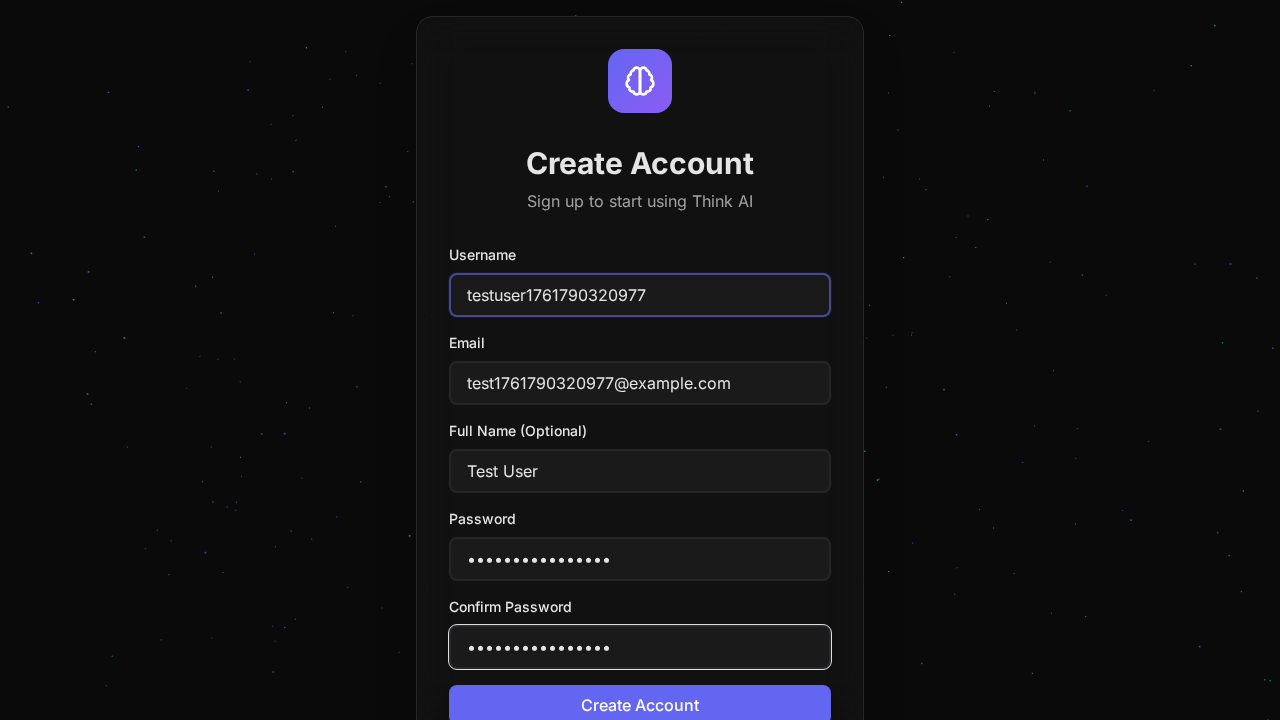 Create Account
Sign up to start using Think AI
Username
testuser1761790320977
Email
test1761790320977@example.com
Full Name (Optional)
Test User
Password
••••••••••••••••
Confirm Password
••••••••••••••••
Create Account